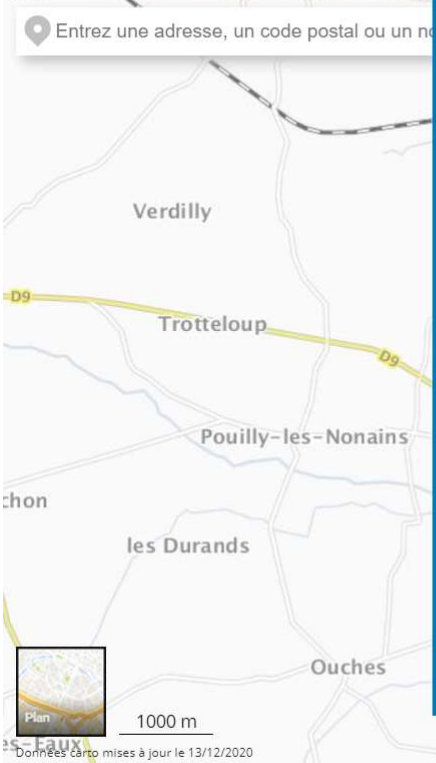 Entrez une adresse, un code postal ou un no
Verdilly
D9
Trotteloup
D9
Pouilly-les-Nonains
chon
les Durands
Ouches
Plan
1000 m
es-Eaux
Données carto mises à jour le 13/12/2020